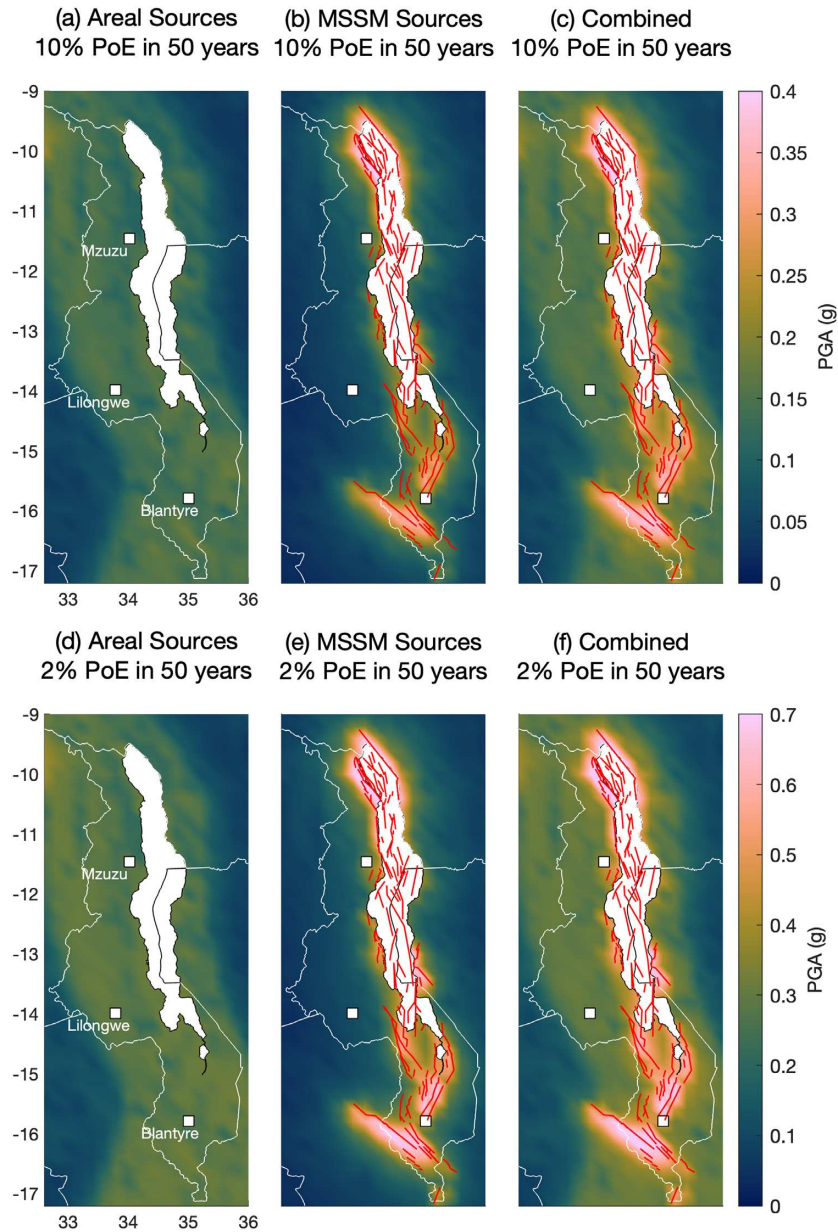 (a) Areal Sources
10% PoE in 50 years
(b) MSSM Sources
10% PoE in 50 years
(c) Combined
10% PoE in 50 years
-9
-10
-11
-12
-13
-14
-15
-16
-17
Mzuzu
Lilongwe
Blantyre
33 34 35 36
0.4
0.35
0.3
0.25
0.2
0.15
0.1
0.05
0
PGA (g)
(d) Areal Sources
2% PoE in 50 years
(e) MSSM Sources
2% PoE in 50 years
(f) Combined
2% PoE in 50 years
-9
-10
-11
-12
-13
-14
-15
-16
-17
Mzuzu
Lilongwe
Blantyre
33 34 35 36
0.7
0.6
0.5
0.4
0.3
0.2
0.1
0
PGA (g)